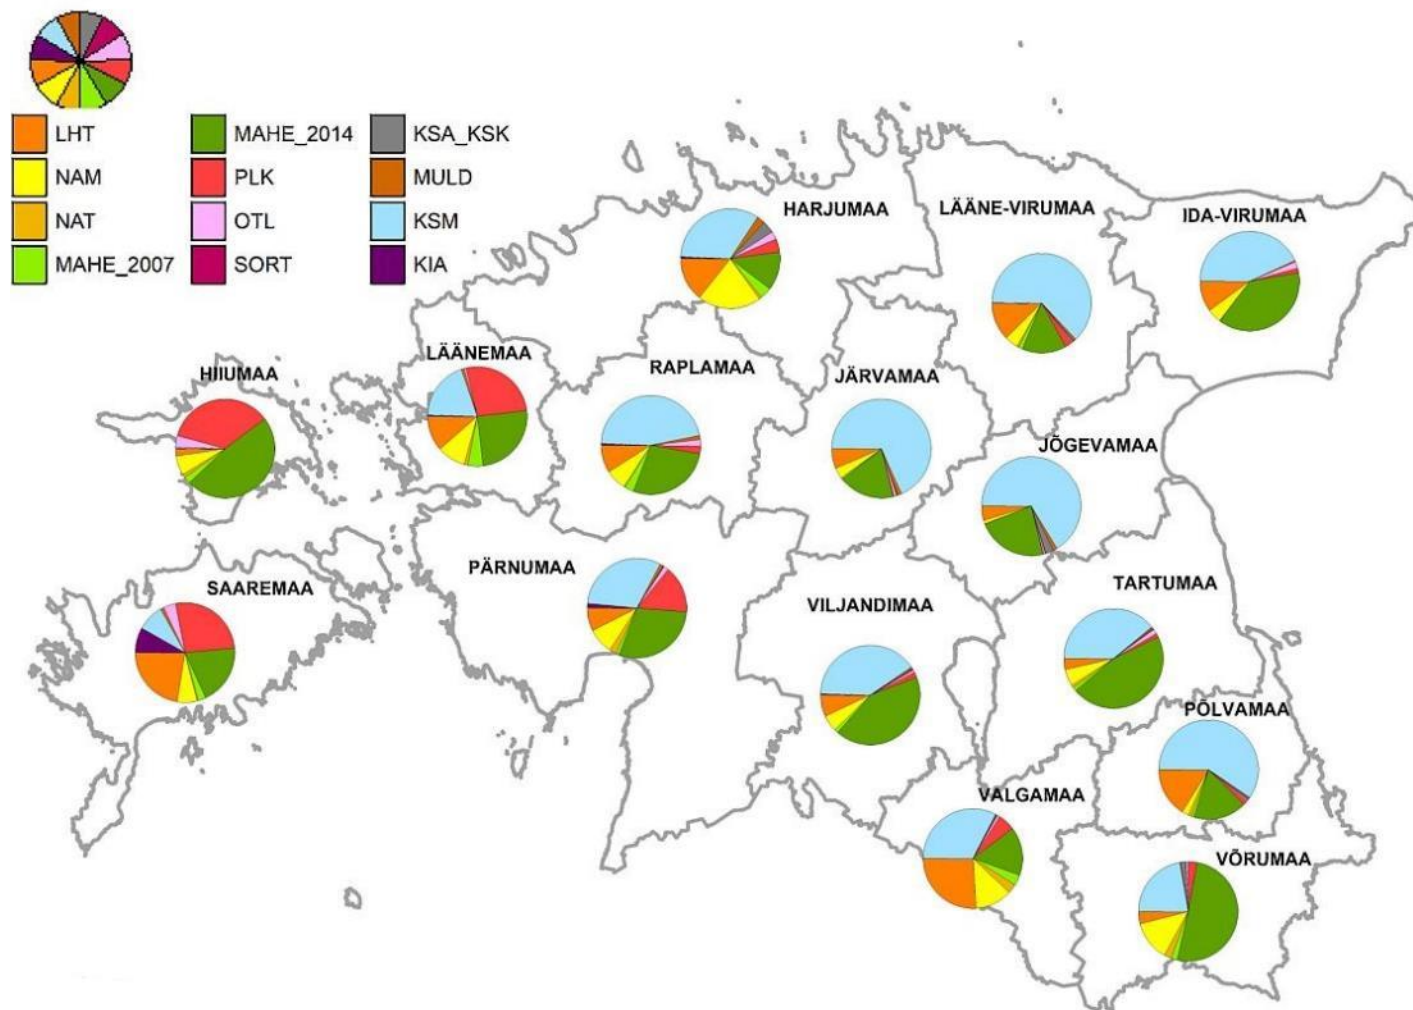 LHT MAHE_2014 KSA_KSK
NAM PLK MULD
NAT OTL KSM
MAHE_2007 SORT KIA
HARJUMAA
LÄÄNE-VIRUMAA
IDA-VIRUMAA
LÄÄNEMAA
HIIUMAA
RAPLAMAA
JÄRVAMAA
JÕGEVAMAA
SAAREMAA
PÄRNUMAA
VILJANDIMAA
TARTUMAA
PÕLVAMAA
VALGAMAA
VÕRUMAA